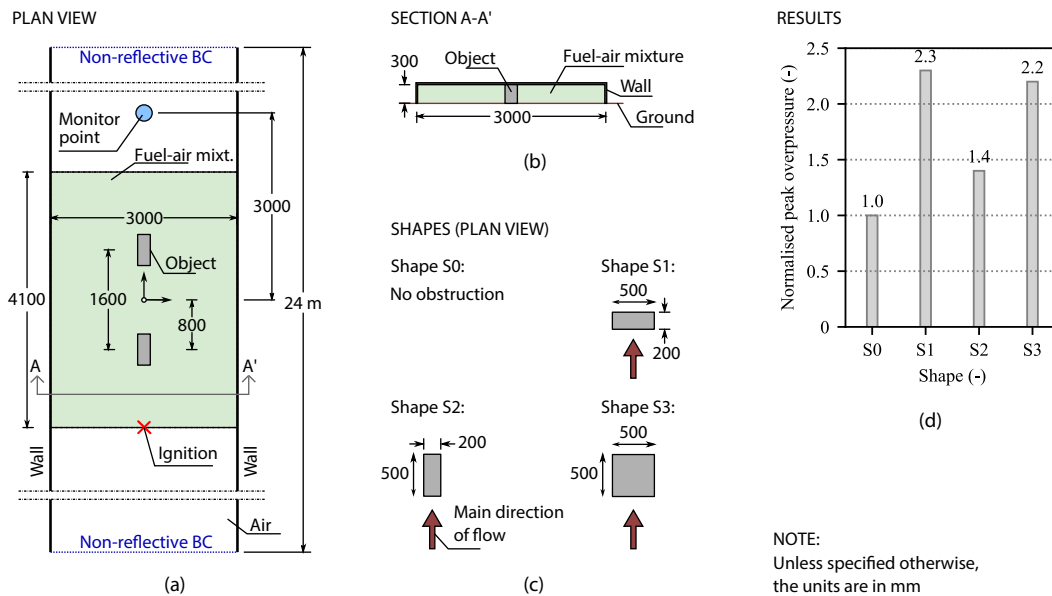 PLAN VIEW
Non-reflective BC
Monitor
point
Fuel-air mixt.
3000
3000
Object
4100
1600
24 m
800
A
A'
Ignition
Wall
Wall
Air
Non-reflective BC
(a)
SECTION A-A'
Object
Fuel-air mixture
300
Wall
3000
Ground
(b)
SHAPES (PLAN VIEW)
Shape S0:
No obstruction
Shape S1:
500
200
Shape S2:
200
500
Main direction
of flow
Shape S3:
500
500
(c)
RESULTS
Normalised peak overpressure (-)
2.5
2.0
1.5
1.0
0.5
0
1.0
2.3
1.4
2.2
S0
S1
S2
S3
Shape (-)
(d)
NOTE:
Unless specified otherwise,
the units are in mm